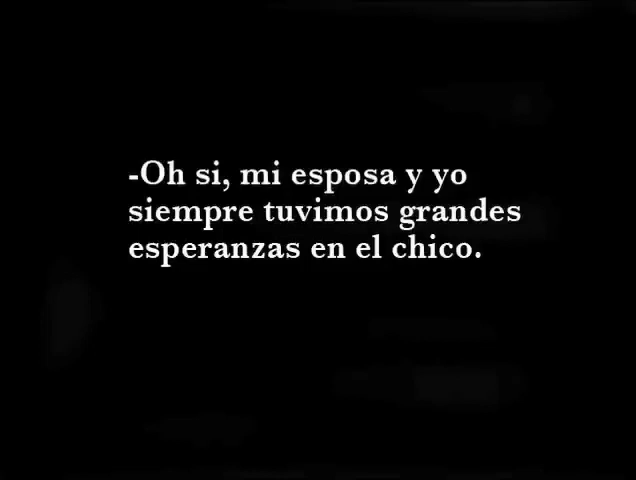 -Oh si, mi esposa y yo
siempre tuvimos grandes
esperanzas en el chico.